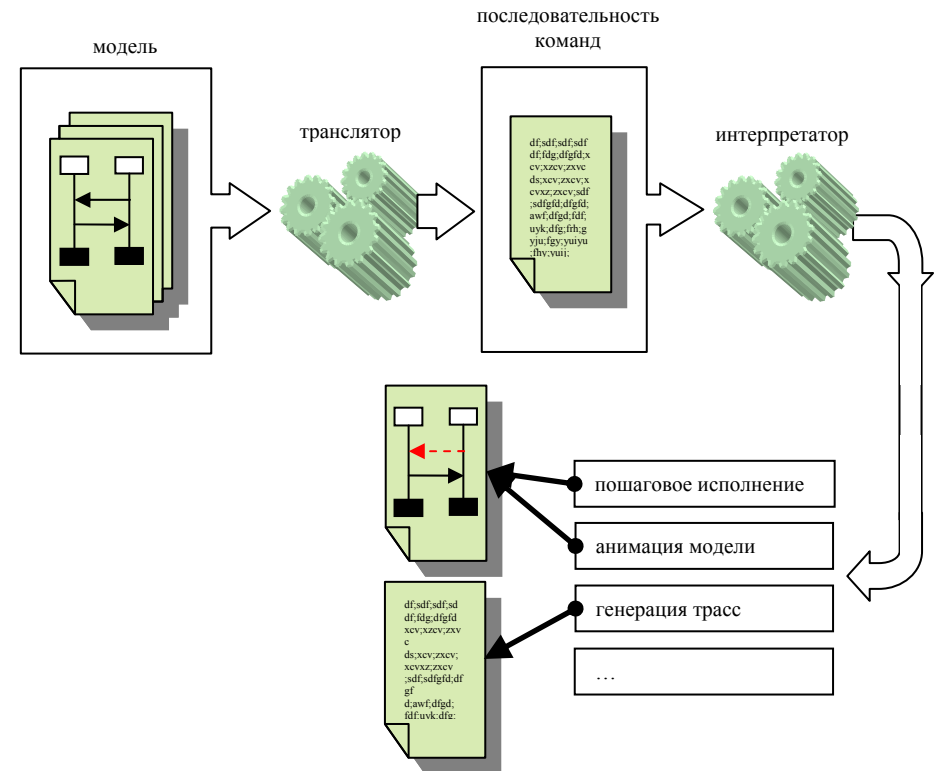 последовательность
команд
модель
транслятор
интерпретатор
df;sdf;sdf;sdf
df;fdg;dfgfd;x
cv;xzcv;zxvc
ds;xcv;zxcv;x
cvxz;zxcv;sdf
;sdfgfd;dfgfd;
awf;dfgd;fdf;
uyk;dfg;frh;g
yju;fgy;yuiyu
;fhy;yuij;
пошаговое исполнение
анимация модели
генерация трасс
…
df;sdf;sdf;sd
df;fdg;dfgfd
xcv;xzcv;zxv
c
ds;xcv;zxcv;
xcvxz;zxcv
;sdf;sdfgfd;df
gf
d;awf;dfgd;
fdf;uyk;dfg;